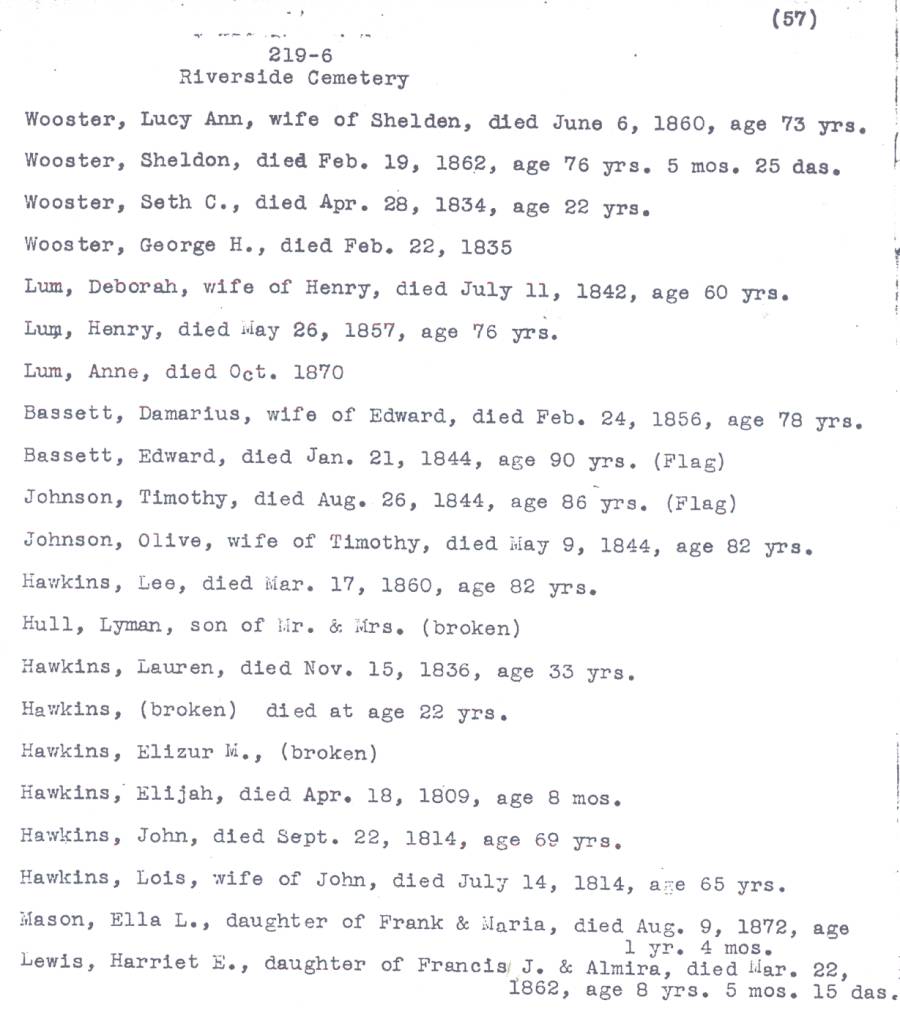 (57)
219-6
Riverside Cemetery
Wooster, Lucy Ann, wife of Shelden, died June 6, 1860, age 73 yrs.
Wooster, Sheldon, died Feb. 19, 1862, age 76 yrs. 5 mos. 25 das.
Wooster, Seth C., died Apr. 28, 1834, age 22 yrs.
Wooster, George H., died Feb. 22, 1835
Lum, Deborah, wife of Henry, died July 11, 1842, age 60 yrs.
Lum, Henry, died May 26, 1857, age 76 yrs.
Lum, Anne, died Oct. 1870
Bassett, Damarius, wife of Edward, died Feb. 24, 1856, age 78 yrs.
Bassett, Edward, died Jan. 21, 1844, age 90 yrs. (Flag)
Johnson, Timothy, died Aug. 26, 1844, age 86 yrs. (Flag)
Johnson, Olive, wife of Timothy, died May 9, 1844, age 82 yrs.
Hawkins, Lee, died Mar. 17, 1860, age 82 yrs.
Hull, Lyman, son of Mr. & Mrs. (broken)
Hawkins, Lauren, died Nov. 15, 1836, age 33 yrs.
Hawkins, (broken) died at age 22 yrs.
Hawkins, Elizur M., (broken)
Hawkins, Elijah, died Apr. 18, 1809, age 8 mos.
Hawkins, John, died Sept. 22, 1814, age 69 yrs.
Hawkins, Lois, wife of John, died July 14, 1814, age 65 yrs.
Mason, Ella L., daughter of Frank & Maria, died Aug. 9, 1872, age
1 yr. 4 mos.
Lewis, Harriet E., daughter of Francis J. & Almira, died Mar. 22,
1862, age 8 yrs. 5 mos. 15 das.